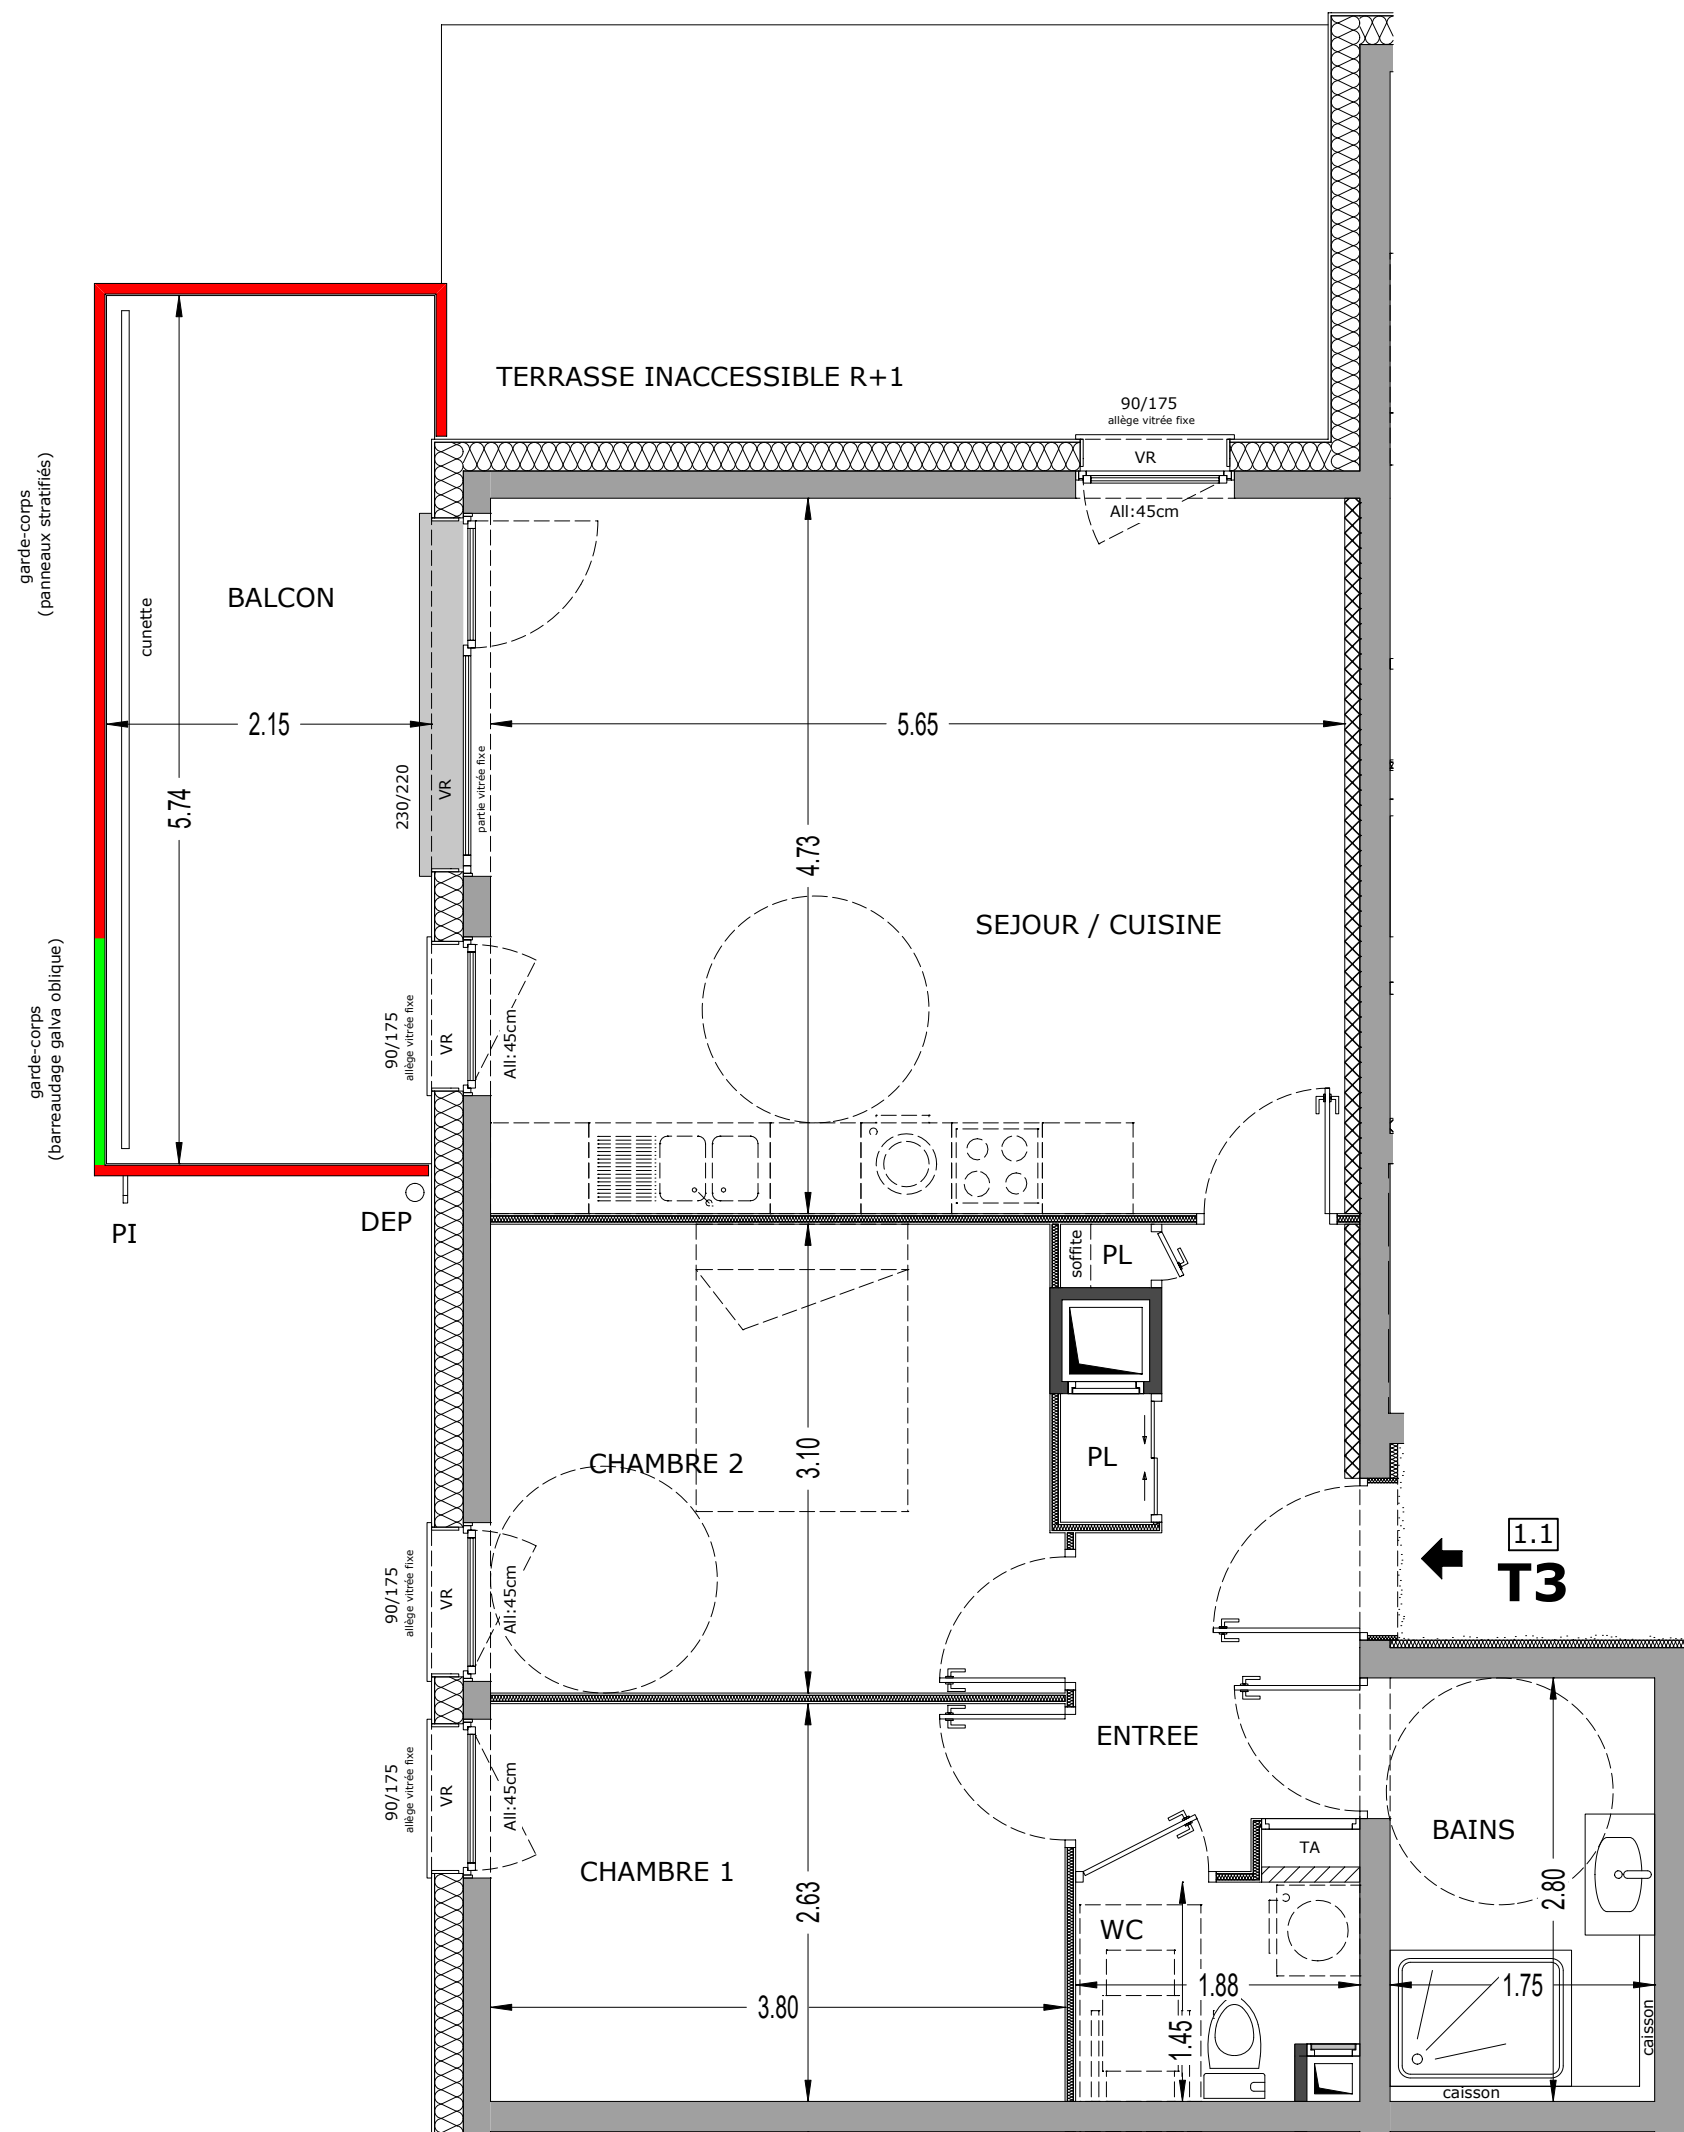 TERRASSE INACCESSIBLE R+1
90/175
allège vitrée fixe
VR
All:45cm
garde-corps
(panneaux stratifiés)
cunette
BALCON
2.15
5.74
230/220
VR
partie vitrée fixe
5.65
4.73
SEJOUR / CUISINE
garde-corps
(barreaudage galva oblique)
90/175
allège vitrée fixe
VR
All:45cm
PI
DEP
soffite
PL
CHAMBRE 2
3.10
PL
90/175
allège vitrée fixe
VR
All:45cm
1.1
T3
ENTREE
90/175
allège vitrée fixe
VR
All:45cm
CHAMBRE 1
2.63
3.80
TA
WC
1.88
1.45
BAINS
2.80
1.75
caisson
caisson